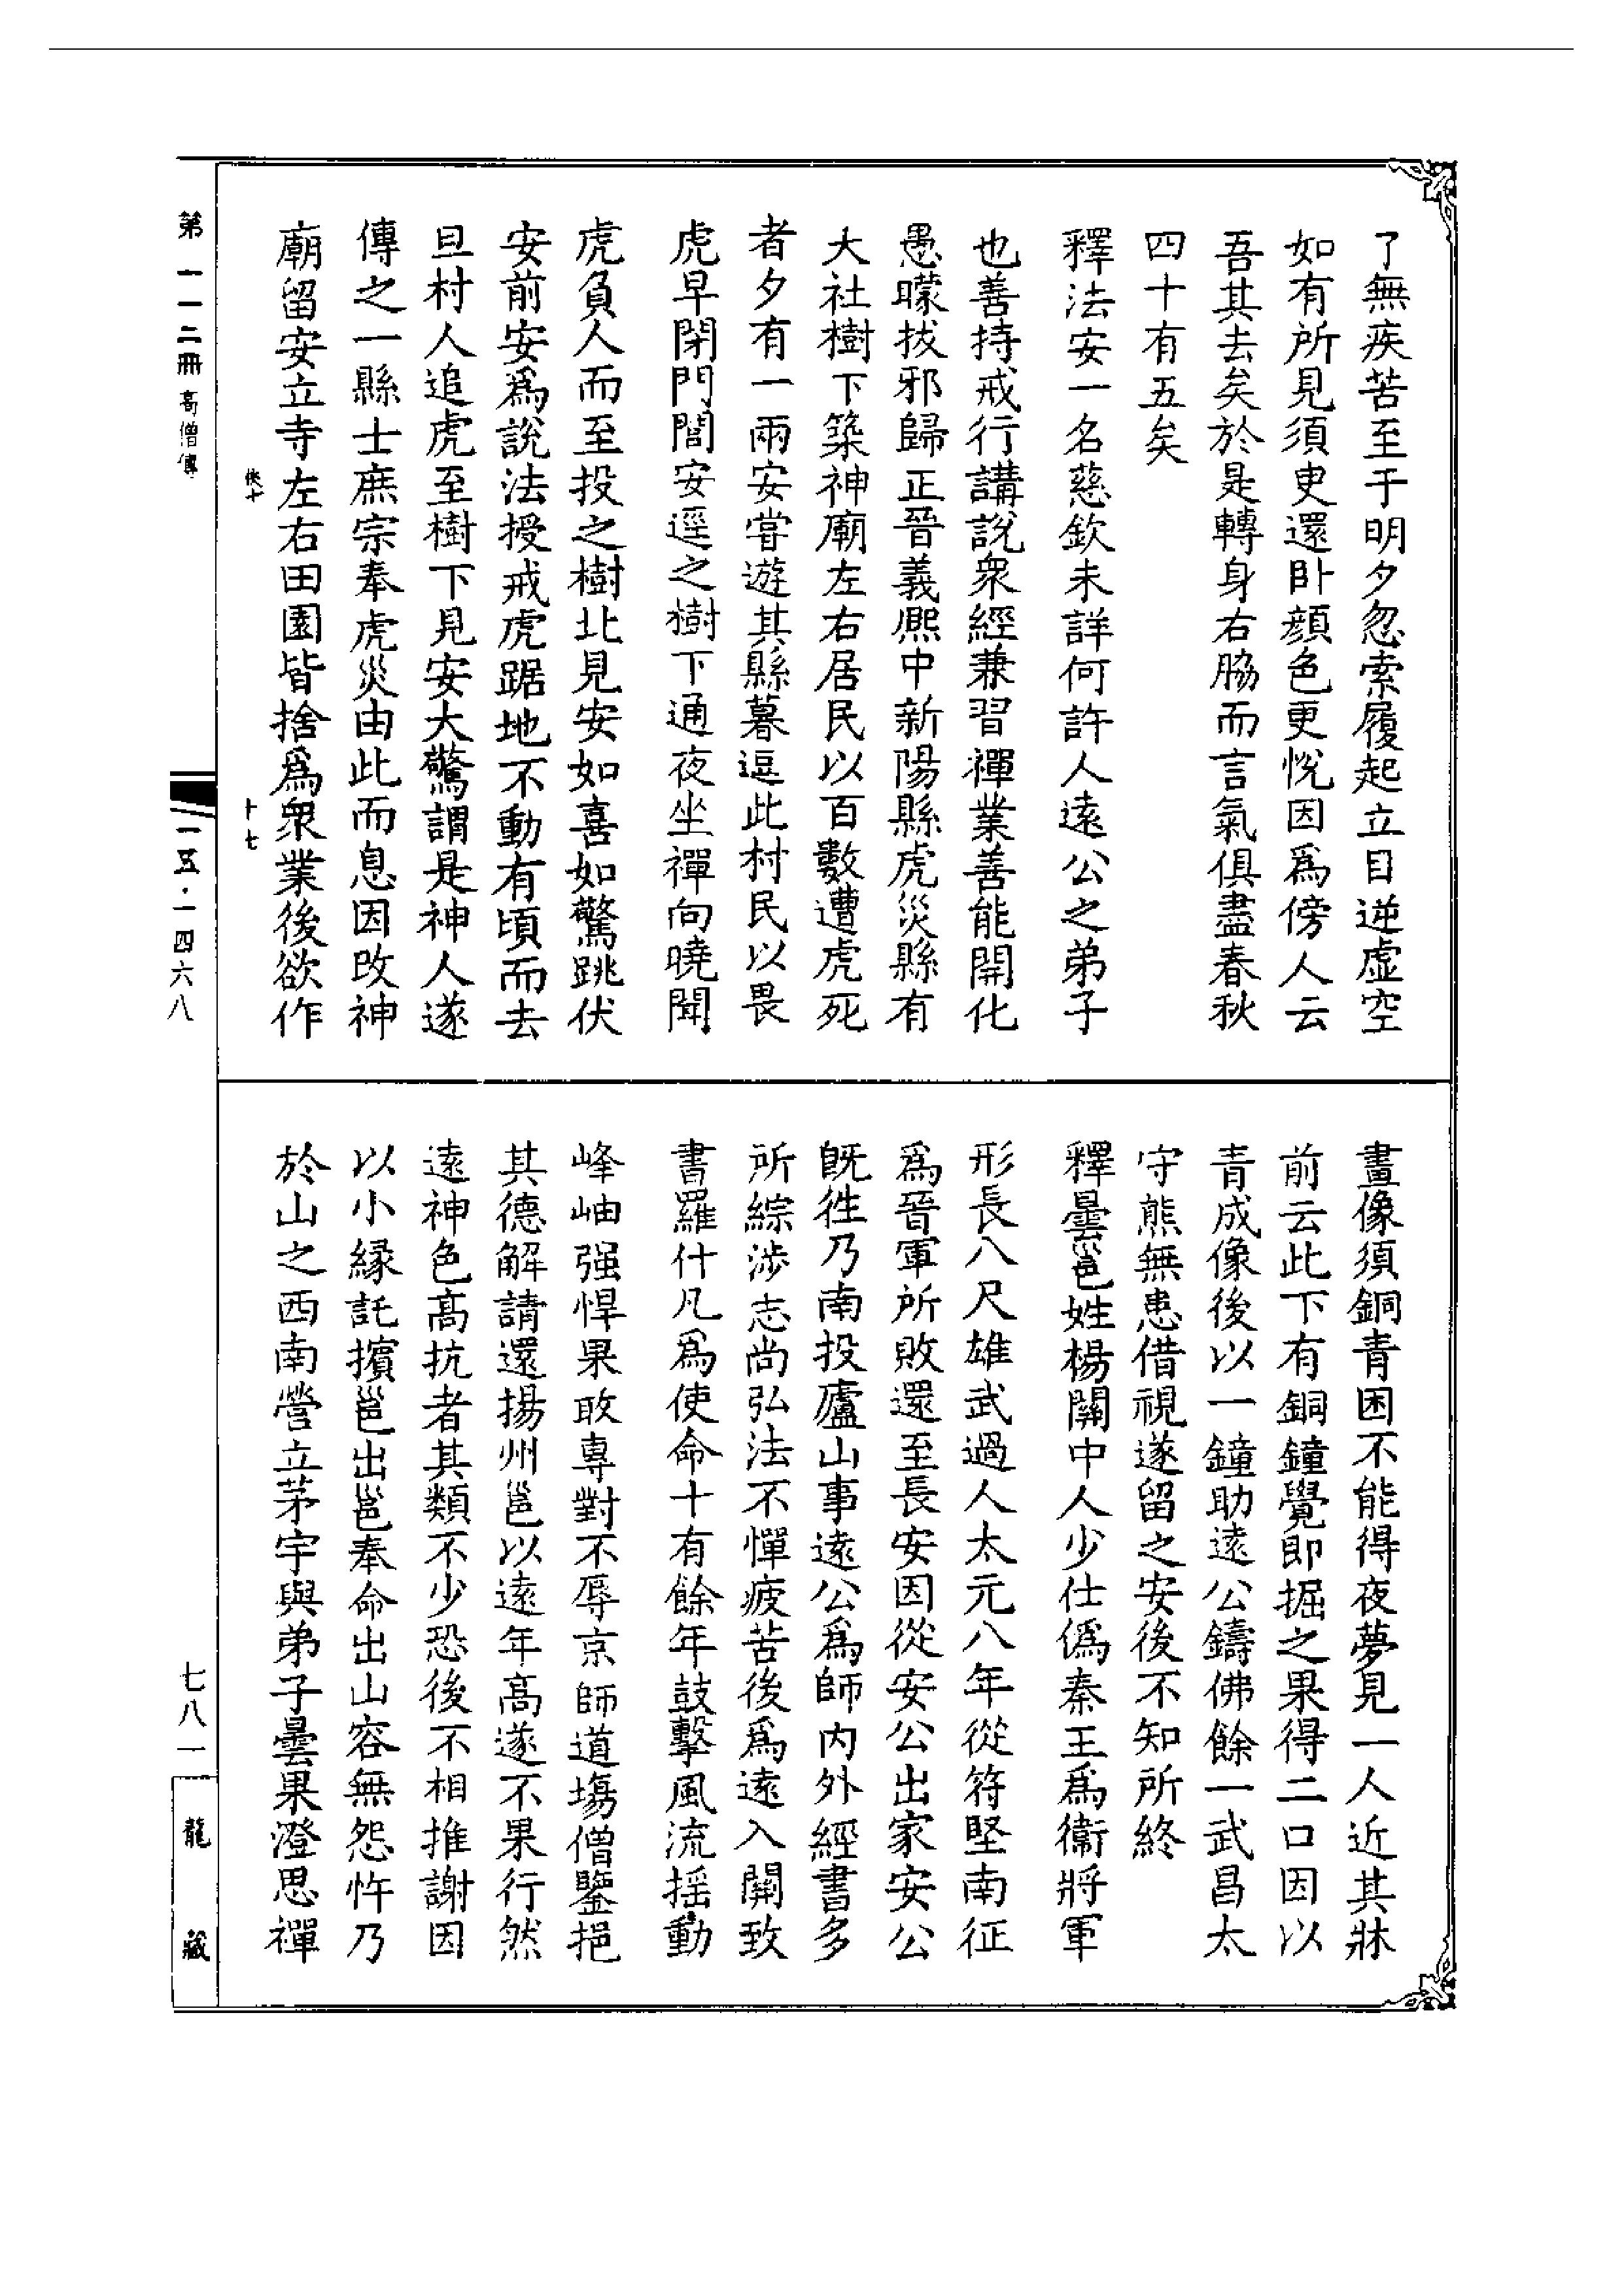 了無疾苦至于明夕忽索履起立目逆虛空
如有所見須㬰還卧顔色更悅因爲傍人云
吾其去矣於是轉身右脇而言氣俱盡春秋
四十有五矣
釋法安一名慈欽未詳何許人遠公之弟子
也善持戒行講說衆經兼習禪業善能開化
愚曚拔邪歸正晉義熈中新陽縣虎災縣有
大社樹下築神廟左右居民以百數遭虎死
者夕有一兩安甞遊其縣暮逗此村民以畏
虎早閉門閭安逕之樹下通夜坐禪向曉聞
虎負人而至投之樹北見安如喜如驚跳伏
安前安爲說法授戒虎踞地不動有頃而去
旦村人追虎至樹下見安大驚謂是神人遂
傳之一縣士庶宗奉虎災由此而息因改神
廟留安立寺左右田園皆捨爲衆業後欲作
畫像須銅青困不能得夜夢見一人近其牀
前云此下有銅鐘覺即掘之果得二口因以
青成像後以一鐘助遠公鑄佛餘一武昌太
守熊無患借視遂留之安後不知所終
釋曇邕姓楊關中人少仕僞秦王爲衞將軍
形長八尺雄武過人太元八年從符堅南征
爲晉軍所敗還至長安因從安公出家安公
旣徃乃南投廬山事遠公爲師内外經書多
所綜涉志尚弘法不憚疲苦後爲遠入關致
書羅什凡爲使命十有餘年鼓擊風流摇動
峰岫强悍果敢專對不辱京師道場僧鑒挹
其德解請還揚州邕以遠年高遂不果行然
遠神色高抗者其類不少恐後不相推謝因
以小縁託擯邕出邕奉命出山容無怨忤乃
於山之西南營立茅宇與弟子曇果澄思禪
第一一二冊 高僧傳
俠十 十七
一五·一四六八
七八一
龍藏